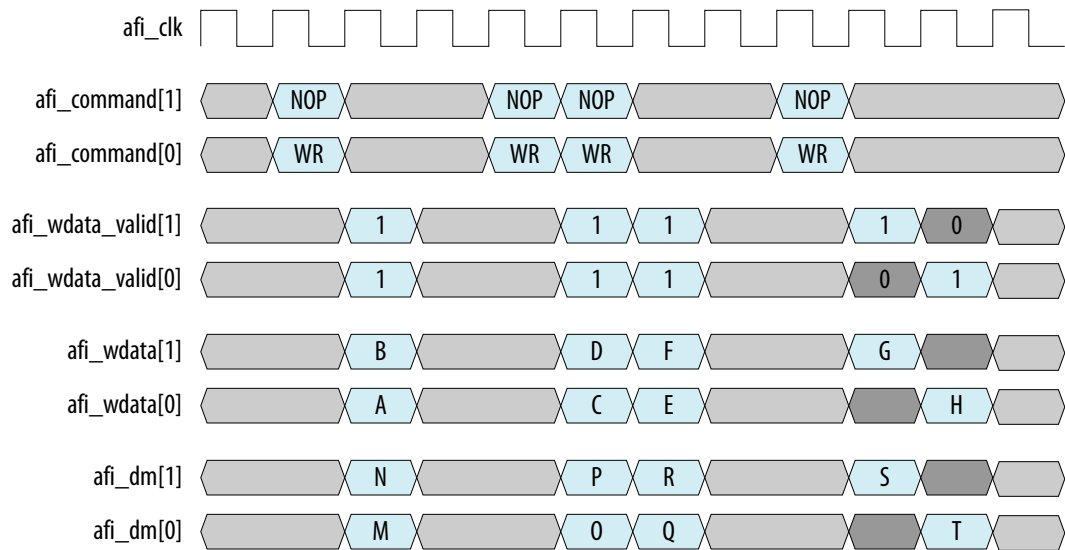 afi_clk
afi_command[1] NOP NOP NOP NOP
afi_command[0] WR WR WR WR
afi_wdata_valid[1] 1 1 1 1 0
afi_wdata_valid[0] 1 1 1 0 1
afi_wdata[1] B D F G
afi_wdata[0] A C E H
afi_dm[1] N P R S
afi_dm[0] M O Q T